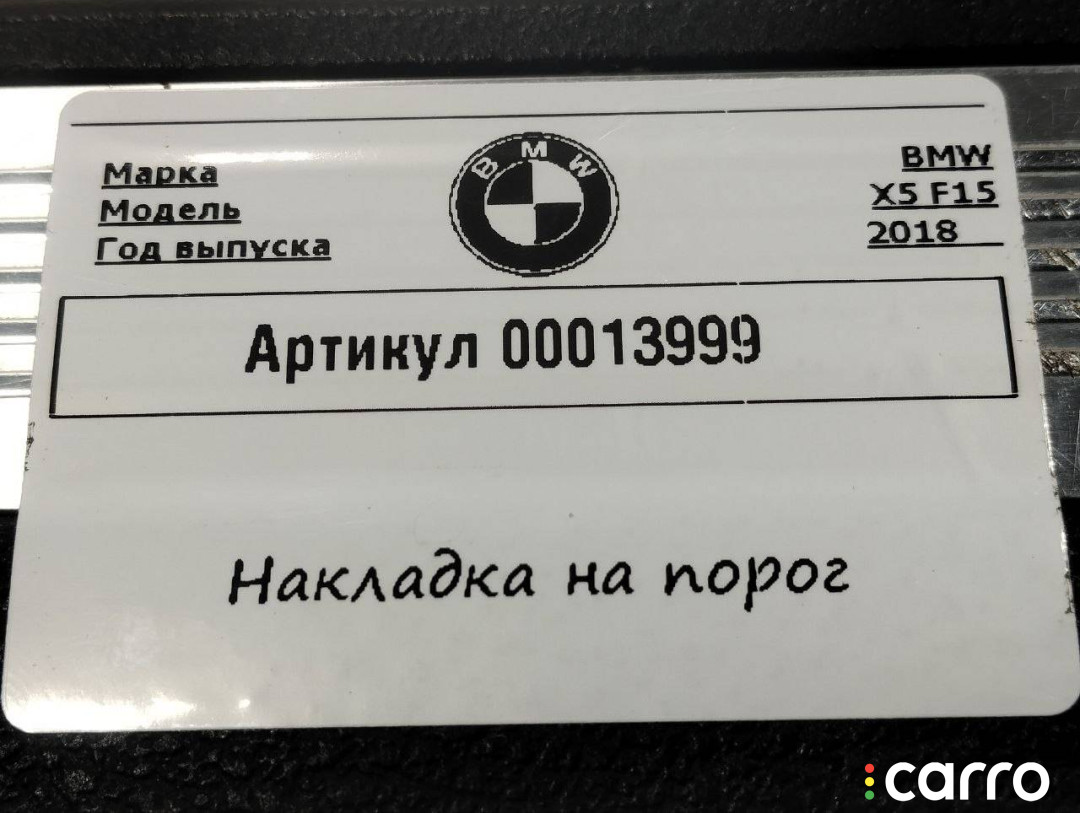 Марка
BMW
Модель
X5 F15
Год выпуска
2018
BMW
Артикул 00013999
Накладка на порог
carro